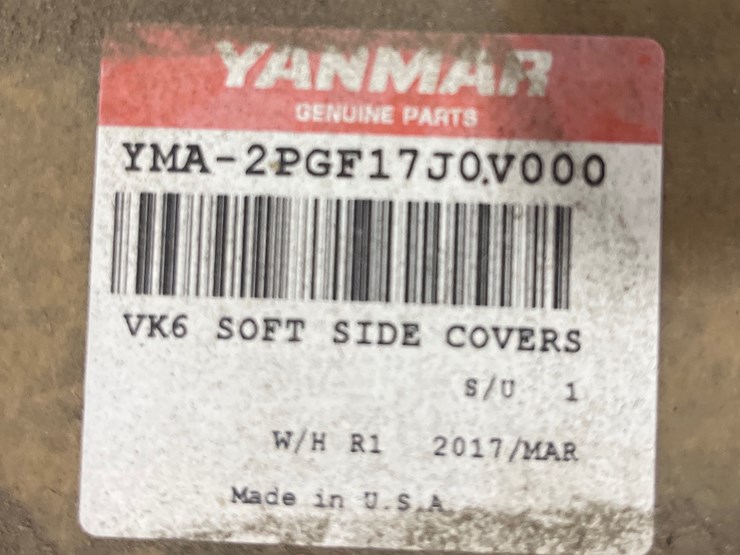 YANMAR
GENUINE PARTS
YMA-2PGF17J0V000
VK6 SOFT SIDE COVERS
S/U 1
W/H R1 2017/MAR
Made in U.S.A